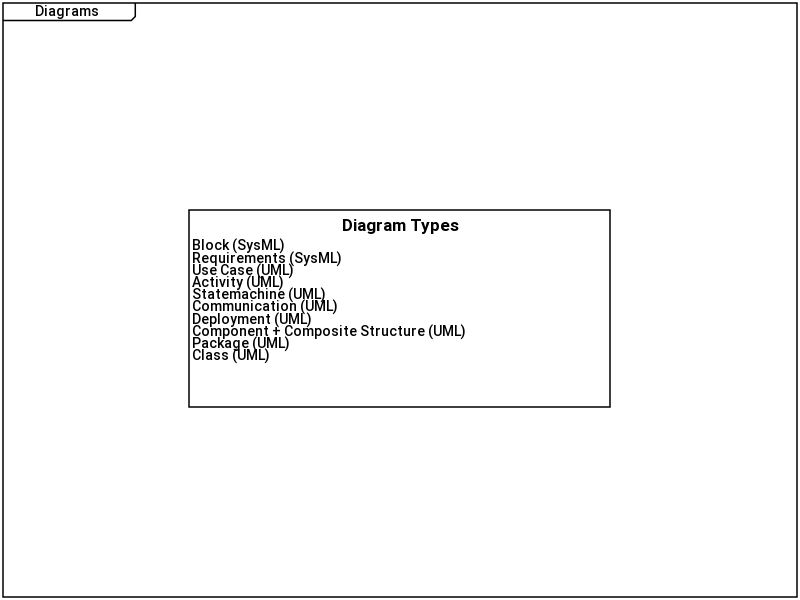 Diagrams
Diagram Types
Block (SysML)
Requirements (SysML)
Use Case (UML)
Activity (UML)
Statemachine (UML)
Communication (UML)
Deployment (UML)
Component + Composite Structure (UML)
Package (UML)
Class (UML)